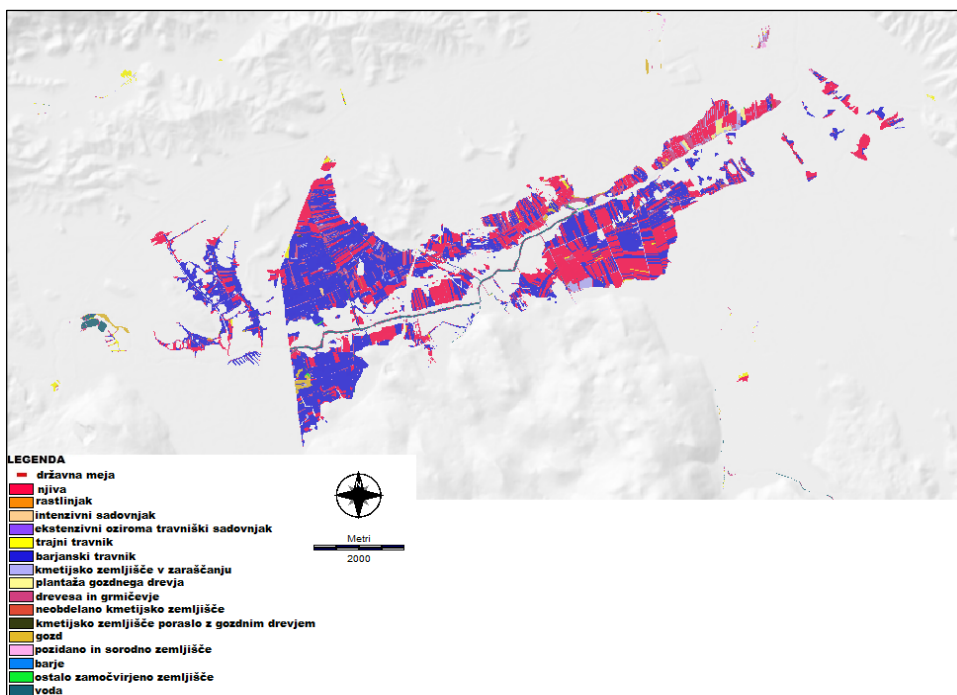 LEGENDA
državna meja
njiva
rastlinjak
intenzivni sadovnjak
ekstenzivni oziroma travniški sadovnjak
trajni travnik
barjanski travnik
kmetijsko zemljišče v zaraščanju
plantaža gozdnega drevja
drevesa in grmičevje
neobdelano kmetijsko zemljišče
kmetijsko zemljišče poraslo z gozdnim drevjem
gozd
pozidano in sorodno zemljišče
barje
ostalo zamočvirjeno zemljišče
voda
Metri
2000